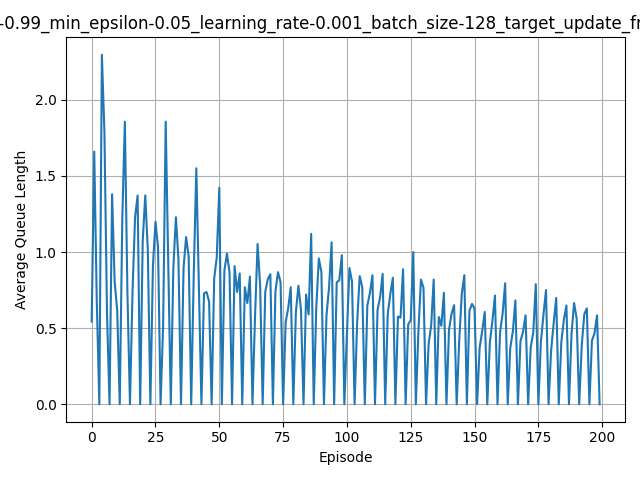 -0.99_min_epsilon-0.05_learning_rate-0.001_batch_size-128_target_update_fr
2.0
1.5
1.0
0.5
0.0
Average Queue Length
0 25 50 75 100 125 150 175 200
Episode